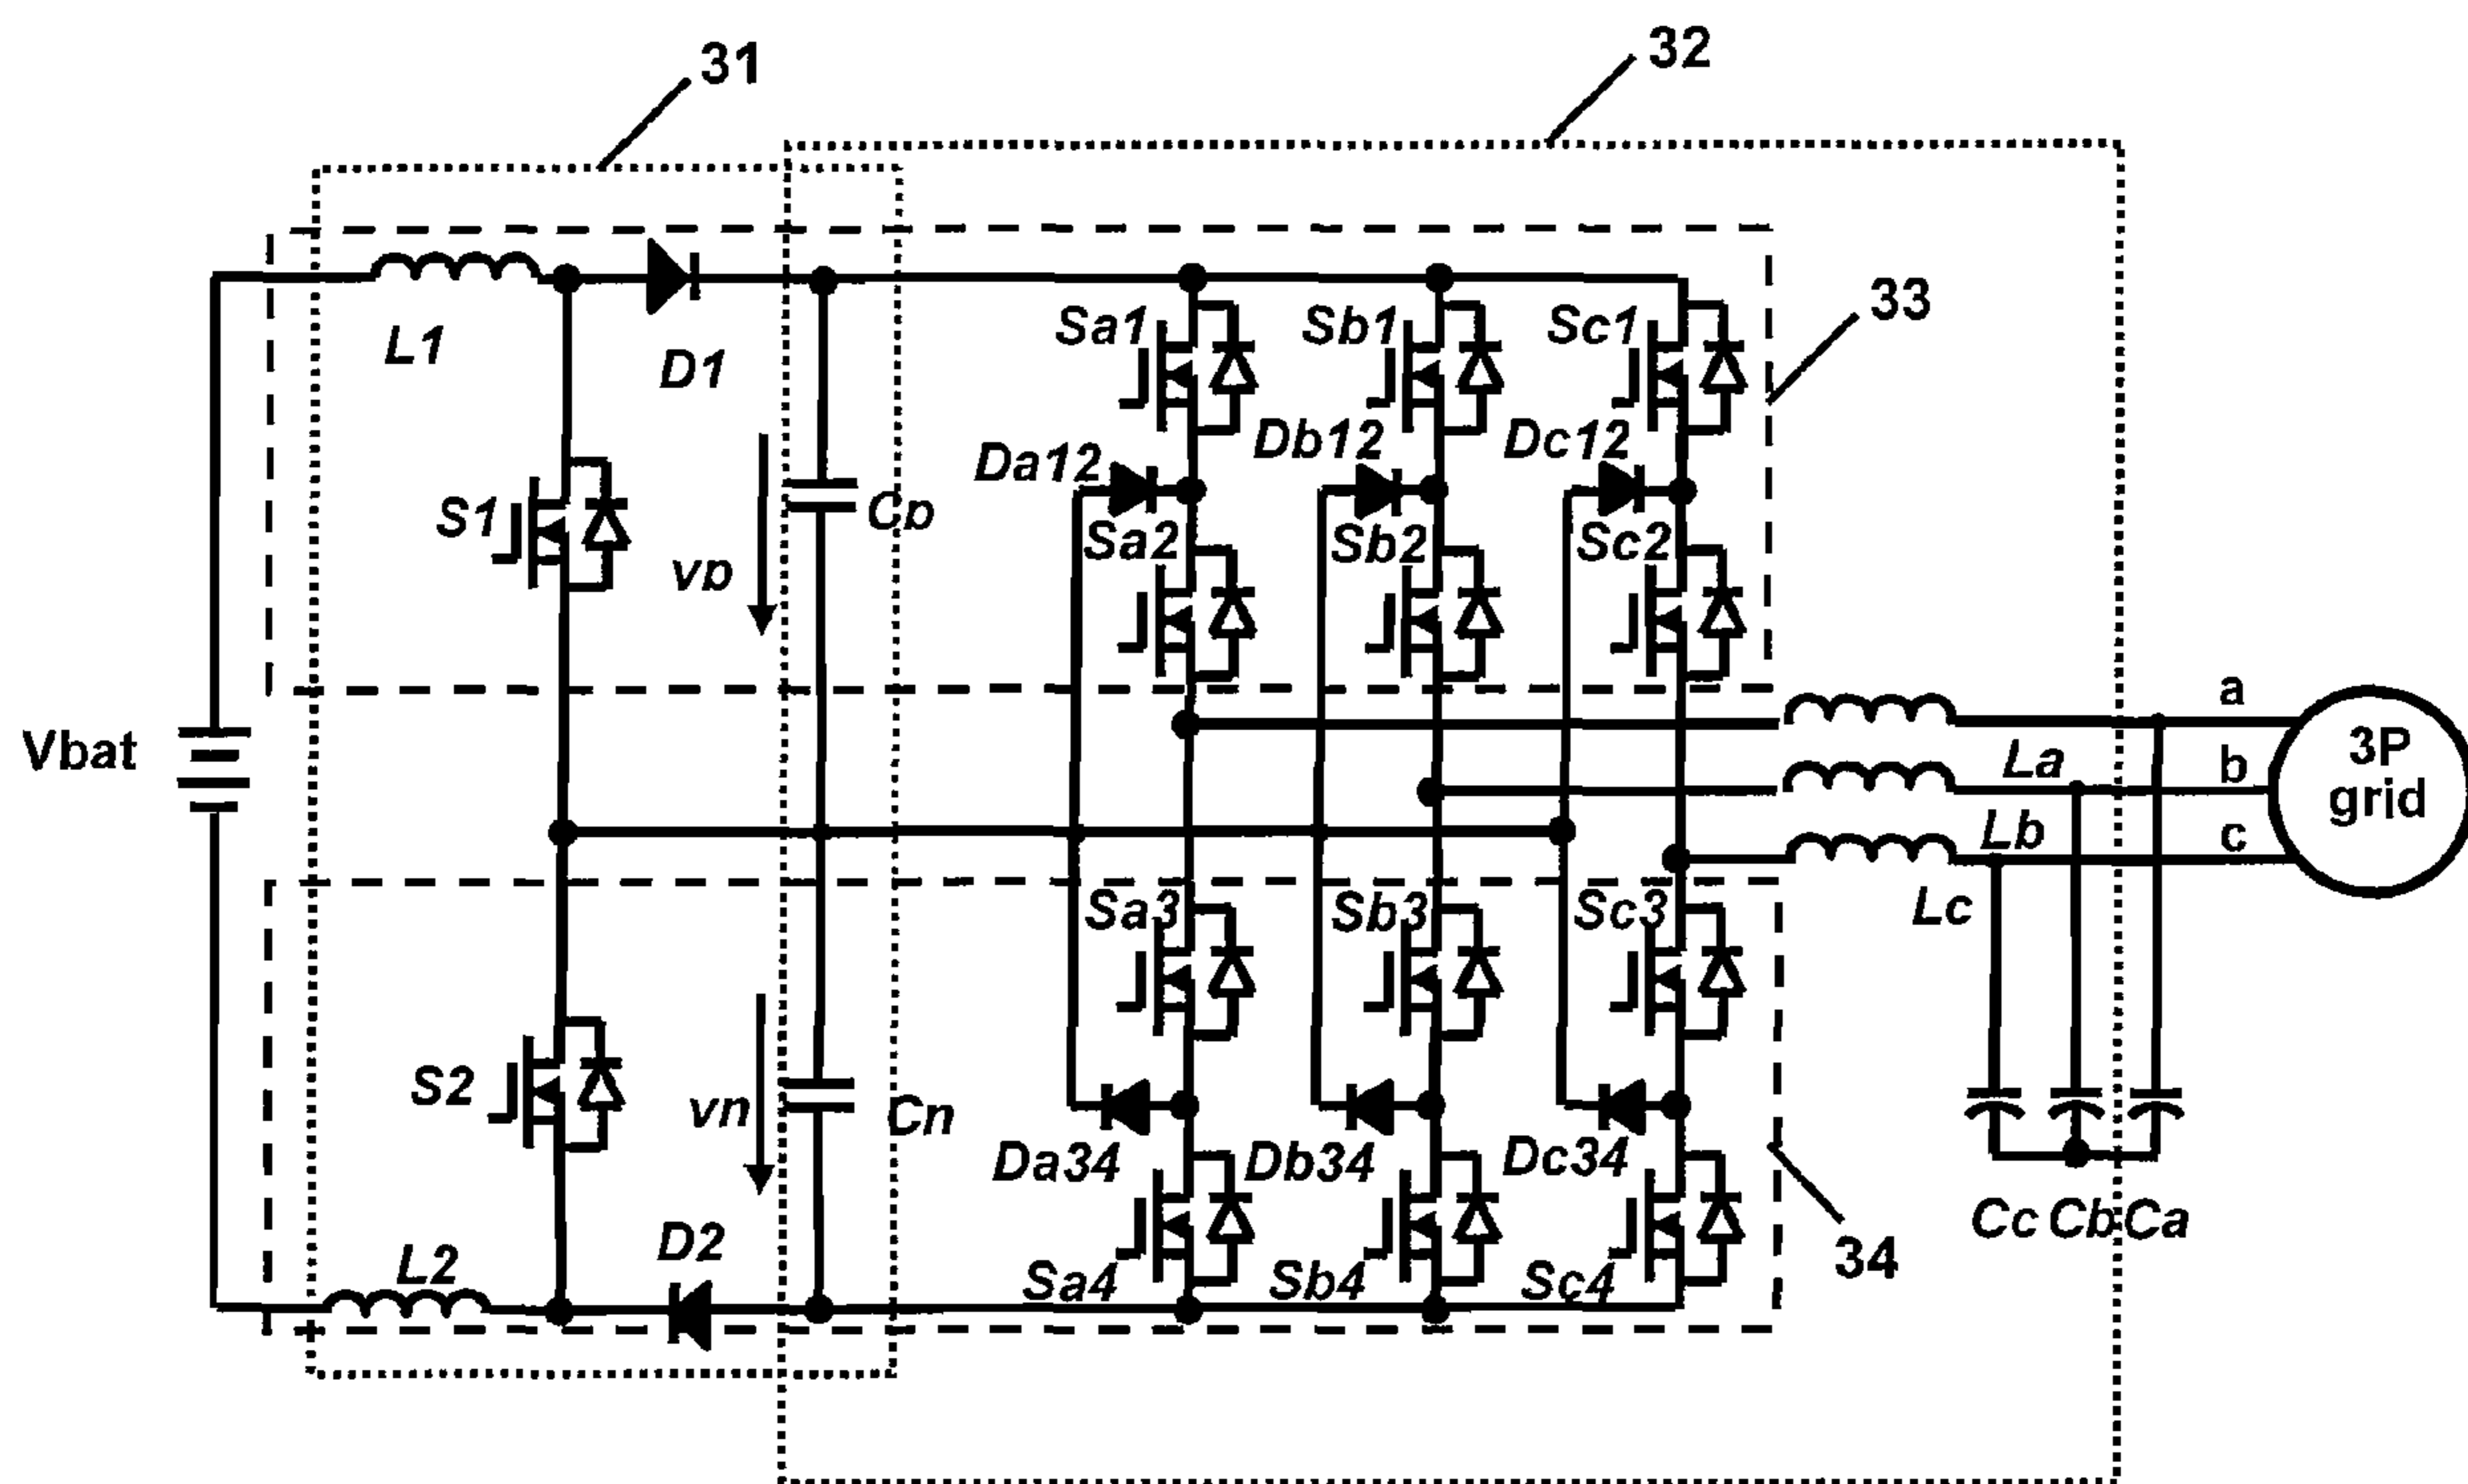 31
32
33
L1
D1
Sa1
Sb1
Sc1
Da12
Db12
Dc12
S1
Cp
Sa2
Sb2
Sc2
vp
Vbat
a
La
b
Lb
c
Lc
3P
grid
Sa3
Sb3
Sc3
S2
vn
Cn
Da34
Db34
Dc34
Cc Cb Ca
L2
D2
Sa4
Sb4
Sc4
34